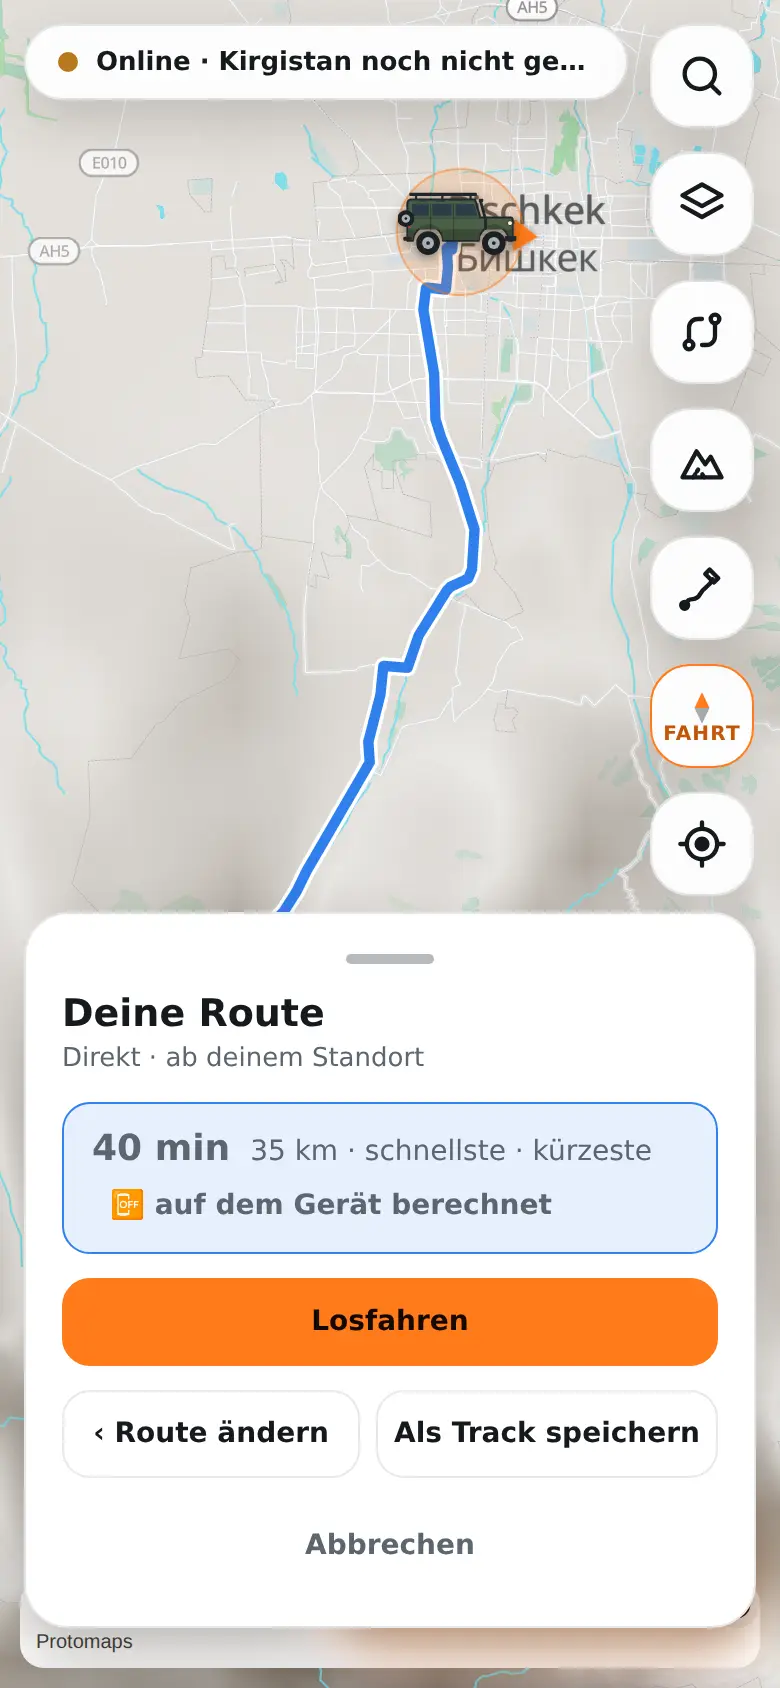 AH5
Online · Kirgistan noch nicht ge…
E010
AH5
schkek
Бишкек
FAHRT
Deine Route
Direkt · ab deinem Standort
40 min 35 km · schnellste · kürzeste
OFF auf dem Gerät berechnet
Losfahren
‹ Route ändern
Als Track speichern
Abbrechen
Protomaps